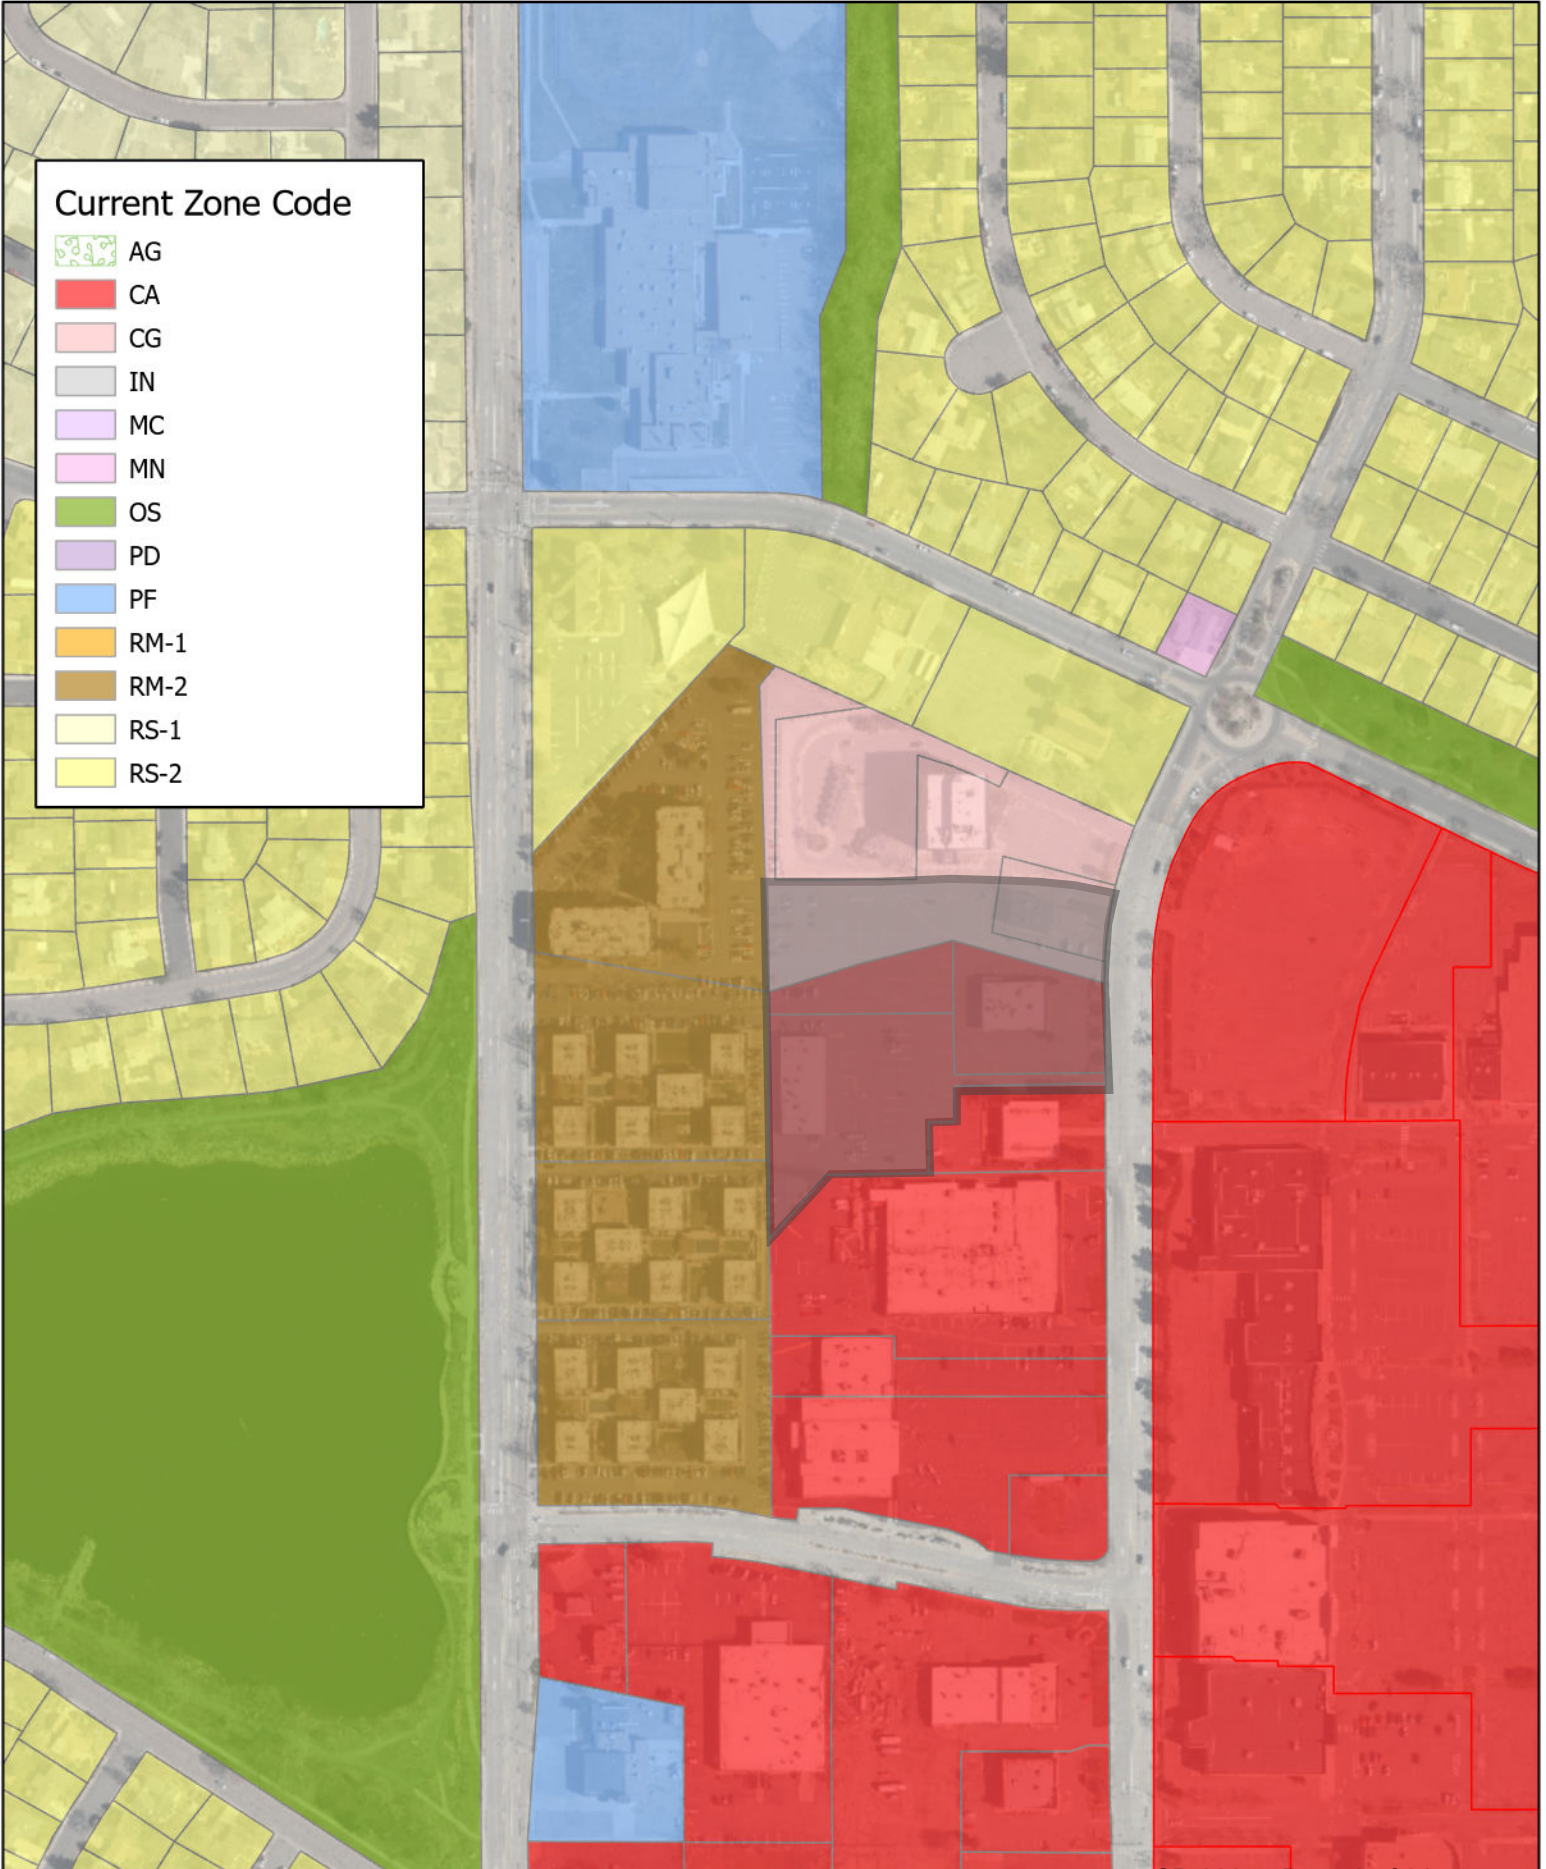 Current Zone Code
AG
CA
CG
IN
MC
MN
OS
PD
PF
RM-1
RM-2
RS-1
RS-2